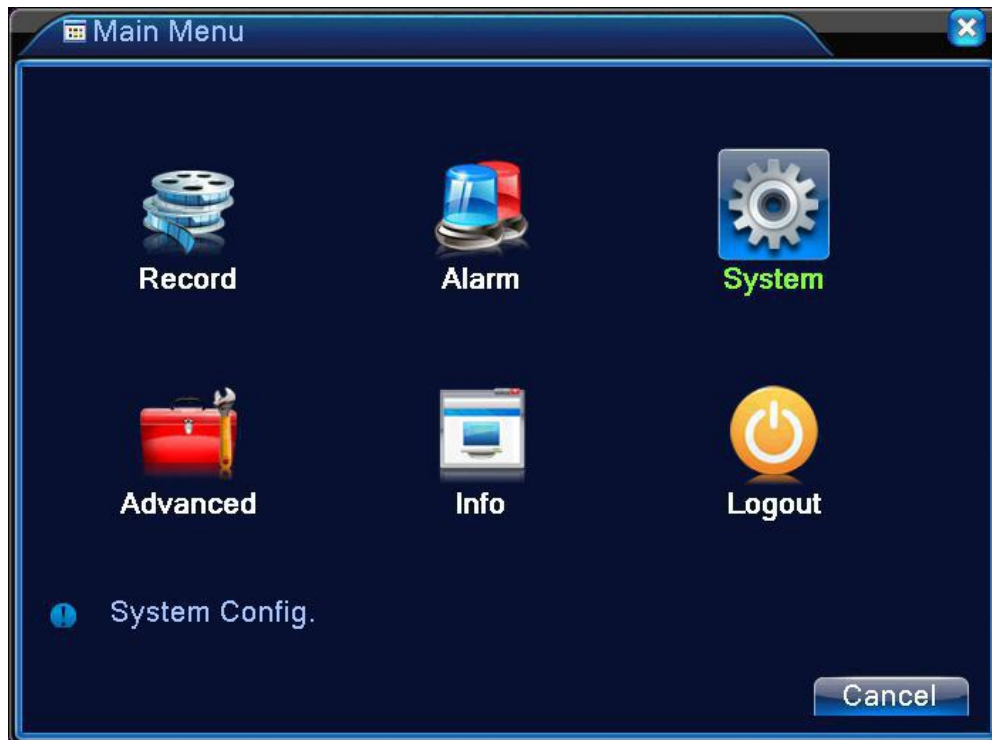 Main Menu
Record Alarm System
Advanced Info Logout
System Config.
Cancel